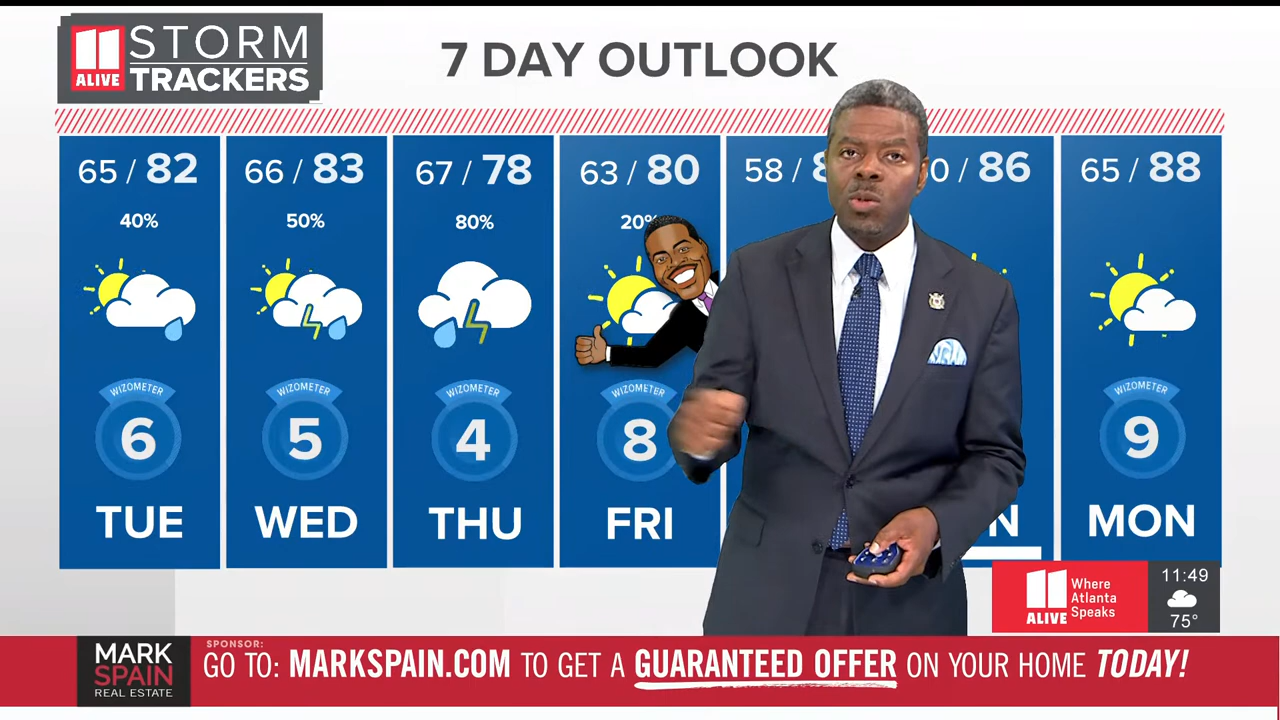 11 ALIVE
STORM
TRACKERS
7 DAY OUTLOOK
65 / 82
40%
WIZOMETER
6
TUE
66 / 83
50%
WIZOMETER
5
WED
67 / 78
80%
WIZOMETER
4
THU
63 / 80
20%
WIZOMETER
8
FRI
58 /
0 / 86
N
65 / 88
WIZOMETER
9
MON
11 ALIVE
Where
Atlanta
Speaks
11:49
75°
MARK
SPAIN
REAL ESTATE
SPONSOR:
GO TO: MARKSPAIN.COM TO GET A GUARANTEED OFFER ON YOUR HOME TODAY!